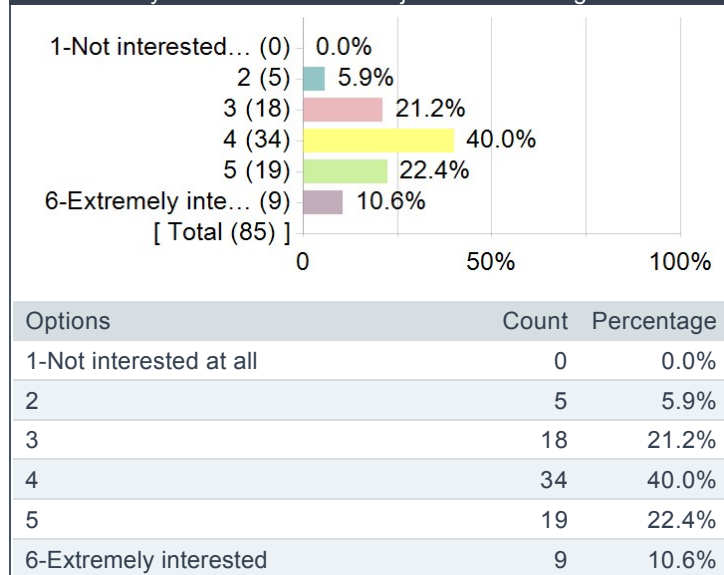 1-Not interested… (0) 0.0%
2 (5) 5.9%
3 (18) 21.2%
4 (34) 40.0%
5 (19) 22.4%
6-Extremely inte… (9) 10.6%
[ Total (85) ]
0 50% 100%
Options Count Percentage
1-Not interested at all 0 0.0%
2 5 5.9%
3 18 21.2%
4 34 40.0%
5 19 22.4%
6-Extremely interested 9 10.6%